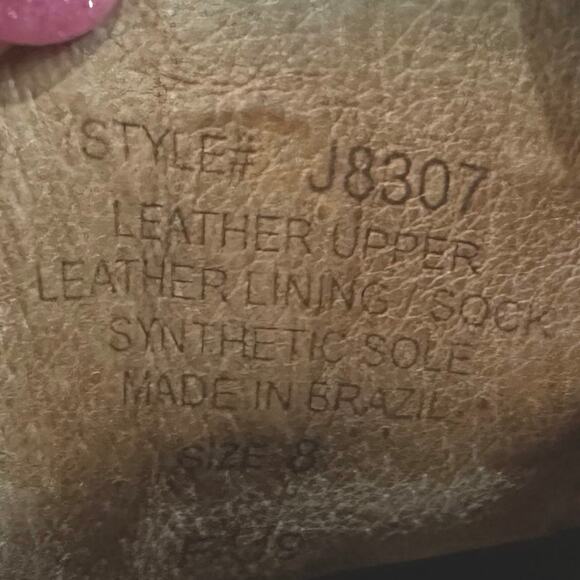 STYLE# J8307
LEATHER UPPER
LEATHER LINING / SOCK
SYNTHETIC SOLE
MADE IN BRAZIL
SIZE 8